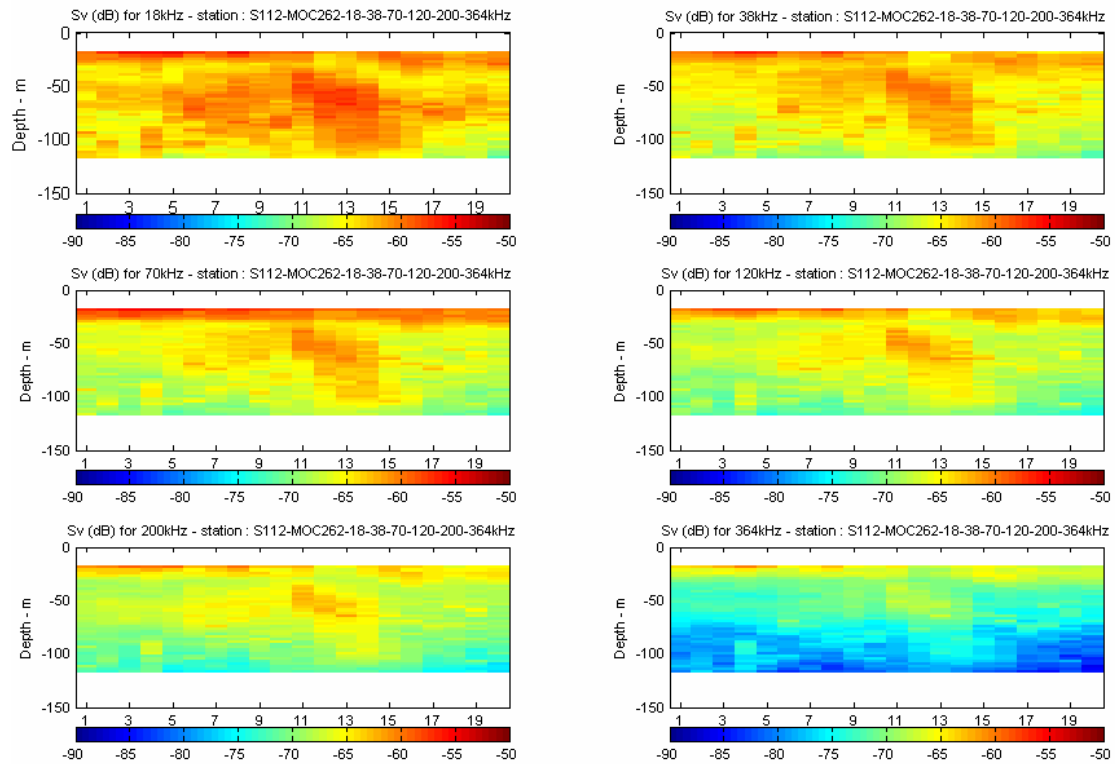 Sv (dB) for 18kHz - station : S112-MOC262-18-38-70-120-200-364kHz
0
-50
-100
-150
Depth - m
1 3 5 7 9 11 13 15 17 19
-90 -85 -80 -75 -70 -65 -60 -55 -50
Sv (dB) for 38kHz - station : S112-MOC262-18-38-70-120-200-364kHz
0
-50
-100
-150
Depth - m
1 3 5 7 9 11 13 15 17 19
-90 -85 -80 -75 -70 -65 -60 -55 -50
Sv (dB) for 70kHz - station : S112-MOC262-18-38-70-120-200-364kHz
0
-50
-100
-150
Depth - m
1 3 5 7 9 11 13 15 17 19
-90 -85 -80 -75 -70 -65 -60 -55 -50
Sv (dB) for 120kHz - station : S112-MOC262-18-38-70-120-200-364kHz
0
-50
-100
-150
Depth - m
1 3 5 7 9 11 13 15 17 19
-90 -85 -80 -75 -70 -65 -60 -55 -50
Sv (dB) for 200kHz - station : S112-MOC262-18-38-70-120-200-364kHz
0
-50
-100
-150
Depth - m
1 3 5 7 9 11 13 15 17 19
-90 -85 -80 -75 -70 -65 -60 -55 -50
Sv (dB) for 364kHz - station : S112-MOC262-18-38-70-120-200-364kHz
0
-50
-100
-150
Depth - m
1 3 5 7 9 11 13 15 17 19
-90 -85 -80 -75 -70 -65 -60 -55 -50